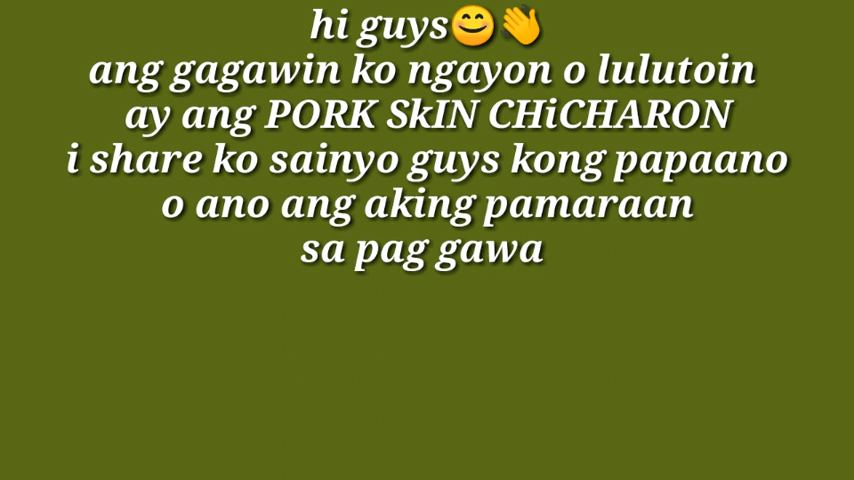 hi guys😊👋
ang gagawin ko ngayon o lulutoin
ay ang PORK SkIN CHiCHARON
i share ko sainyo guys kong papaano
o ano ang aking pamaraan
sa pag gawa